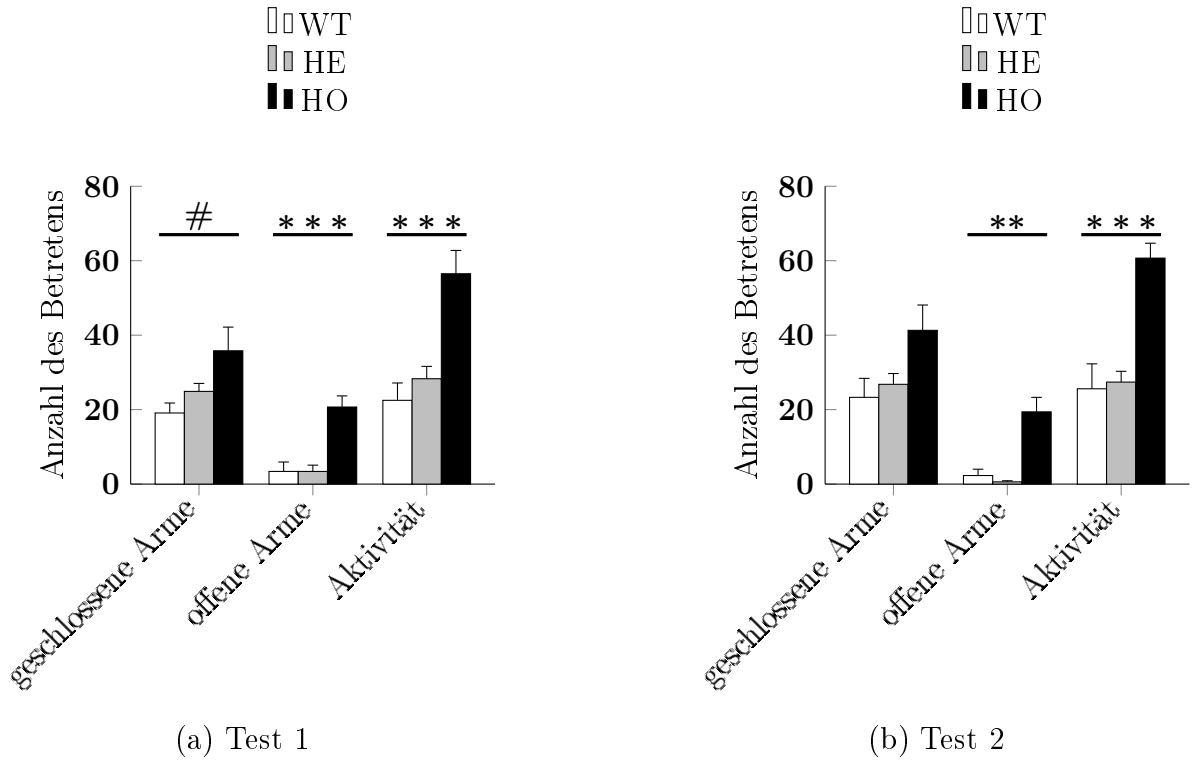 WT
HE
HO
Anzahl des Betretens
80
60
40
20
0
#
* * *
* * *
geschlossene Arme
offene Arme
Aktivität
(a) Test 1
WT
HE
HO
Anzahl des Betretens
80
60
40
20
0
**
* * *
geschlossene Arme
offene Arme
Aktivität
(b) Test 2